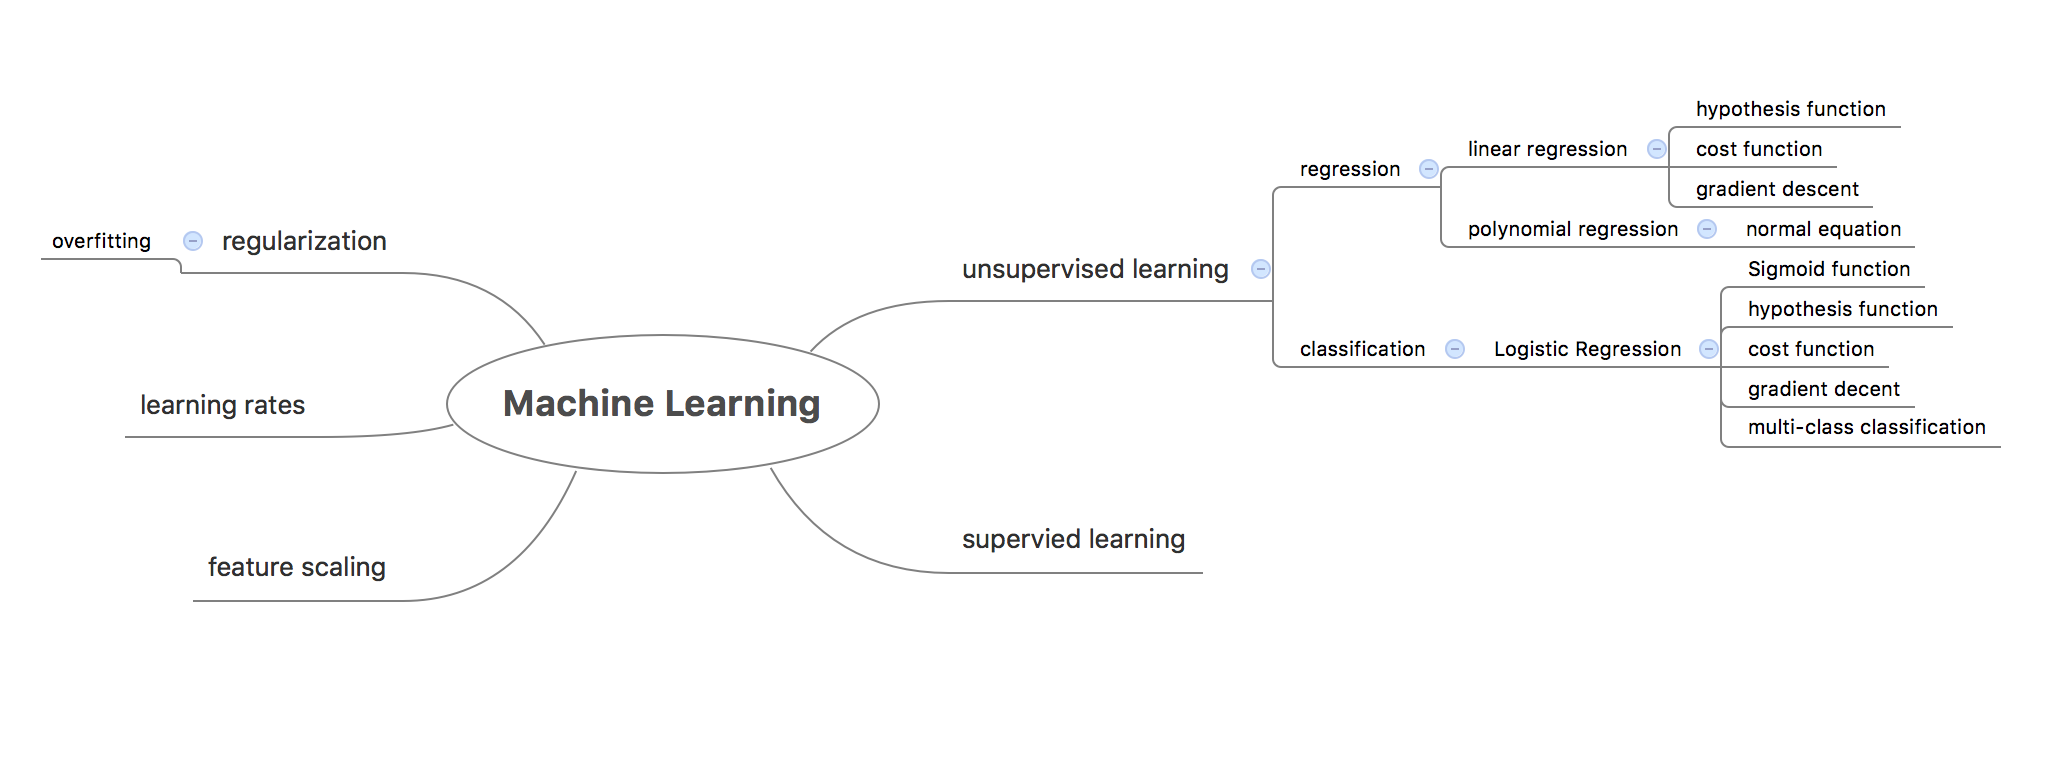 Machine Learning
unsupervised learning
regression
linear regression
hypothesis function
cost function
gradient descent
polynomial regression
normal equation
classification
Logistic Regression
Sigmoid function
hypothesis function
cost function
gradient decent
multi-class classification
supervied learning
regularization
overfitting
learning rates
feature scaling